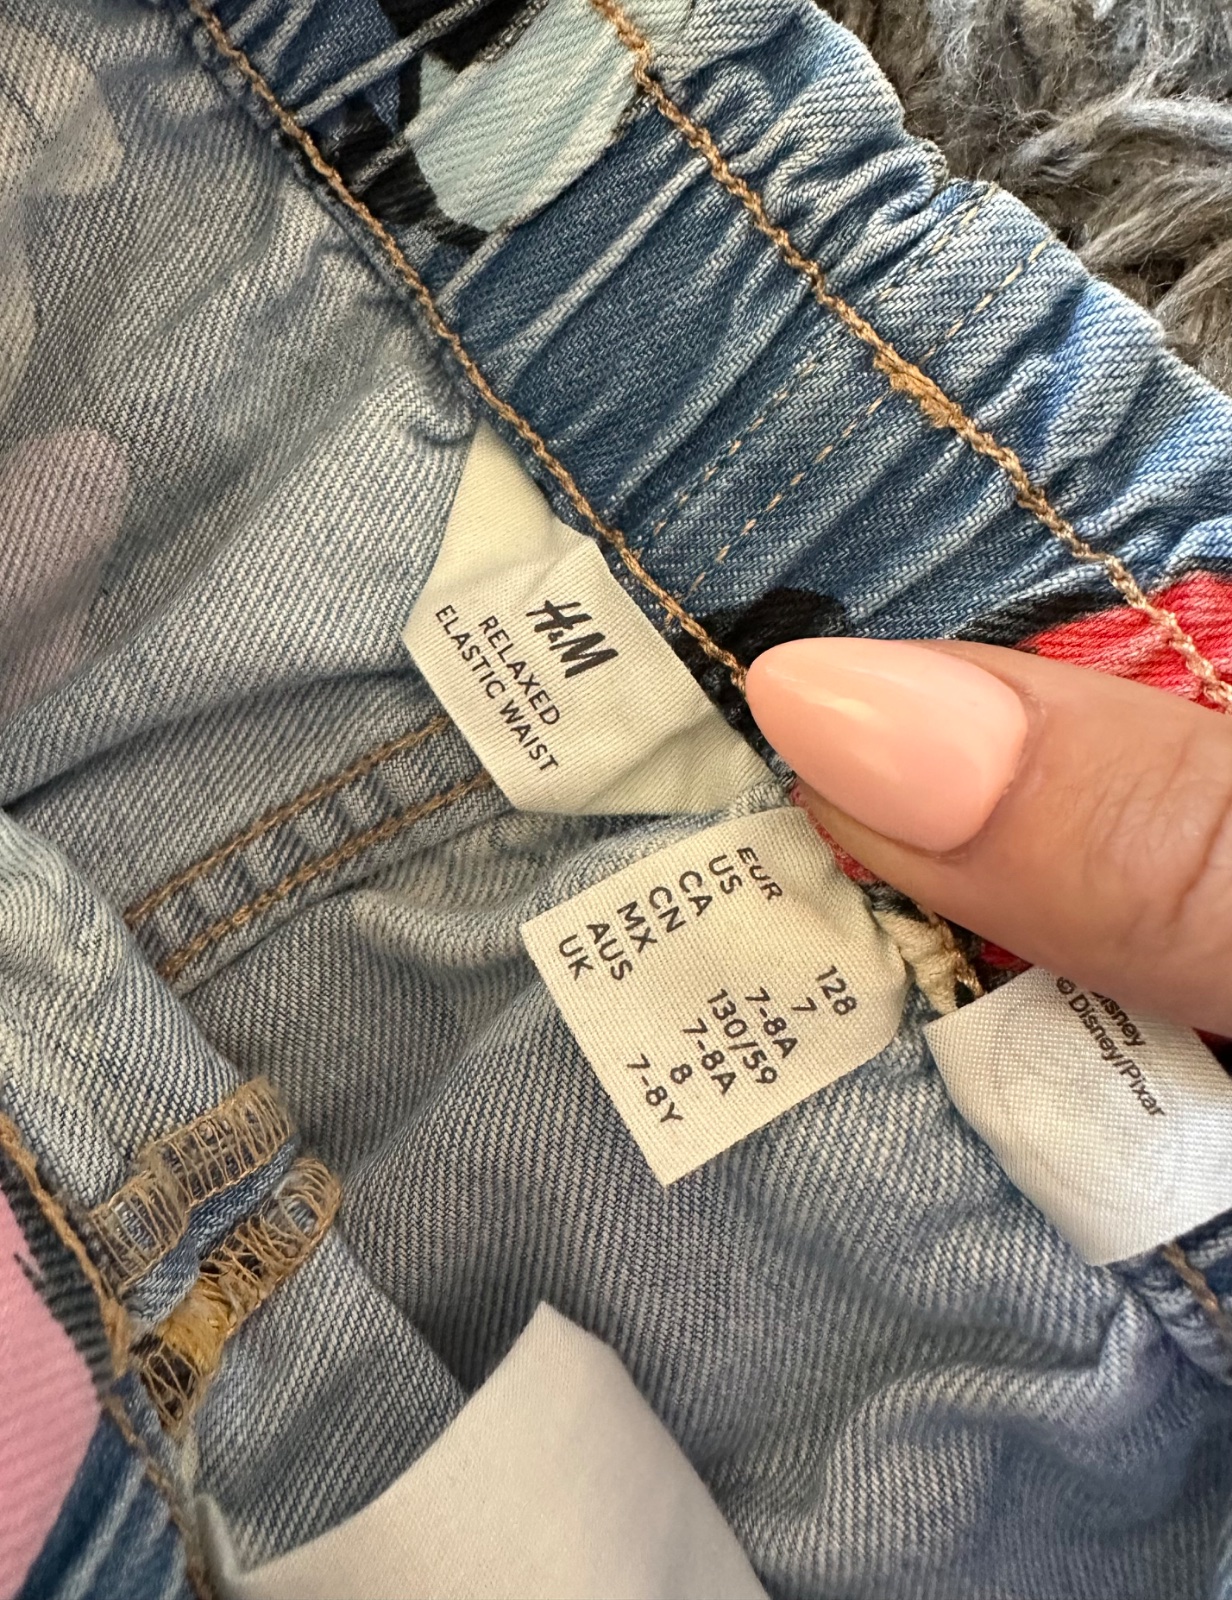 H&M
RELAXED
ELASTIC WAIST
EUR 128
US 7
CA 7-8A
CN 130/59
MX 7-8A
AUS 8
UK 7-8Y
Disney
© Disney/Pixar